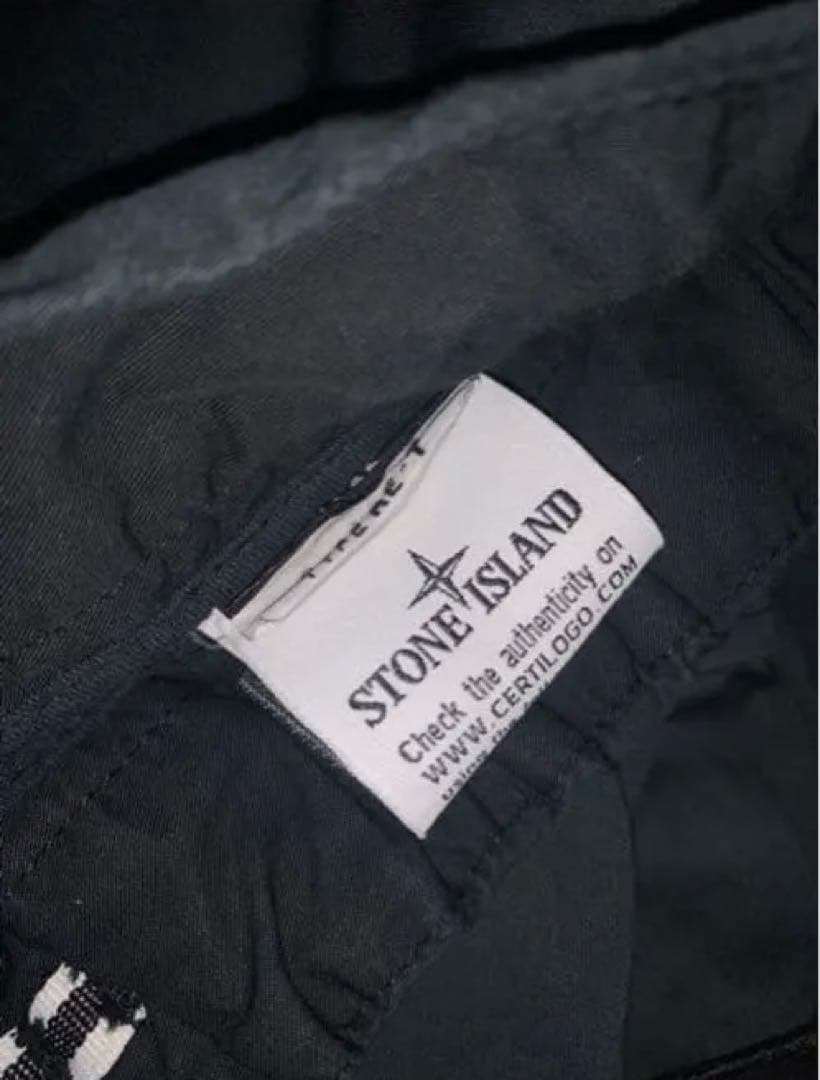 STONE ISLAND
Check the authenticity on
WWW.CERTILOGO.COM